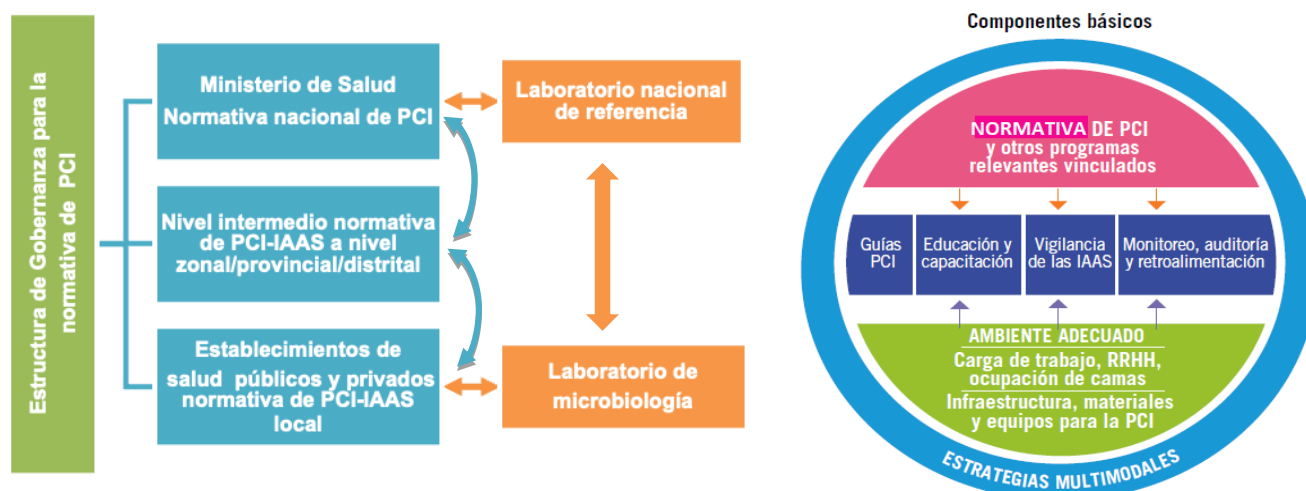 Estructura de Gobernanza para la
normativa de PCI
Ministerio de Salud
Normativa nacional de PCI
Nivel intermedio normativa
de PCI-IAAS a nivel
zonal/provincial/distrital
Establecimientos de
salud públicos y privados
normativa de PCI-IAAS
local
Laboratorio nacional
de referencia
Laboratorio de
microbiología
Componentes básicos
NORMATIVA DE PCI
y otros programas
relevantes vinculados
Guías
PCI
Educación y
capacitación
Vigilancia
de las IAAS
Monitoreo, auditoría
y retroalimentación
AMBIENTE ADECUADO
Carga de trabajo, RRHH,
ocupación de camas
Infraestructura, materiales
y equipos para la PCI
ESTRATEGIAS MULTIMODALES